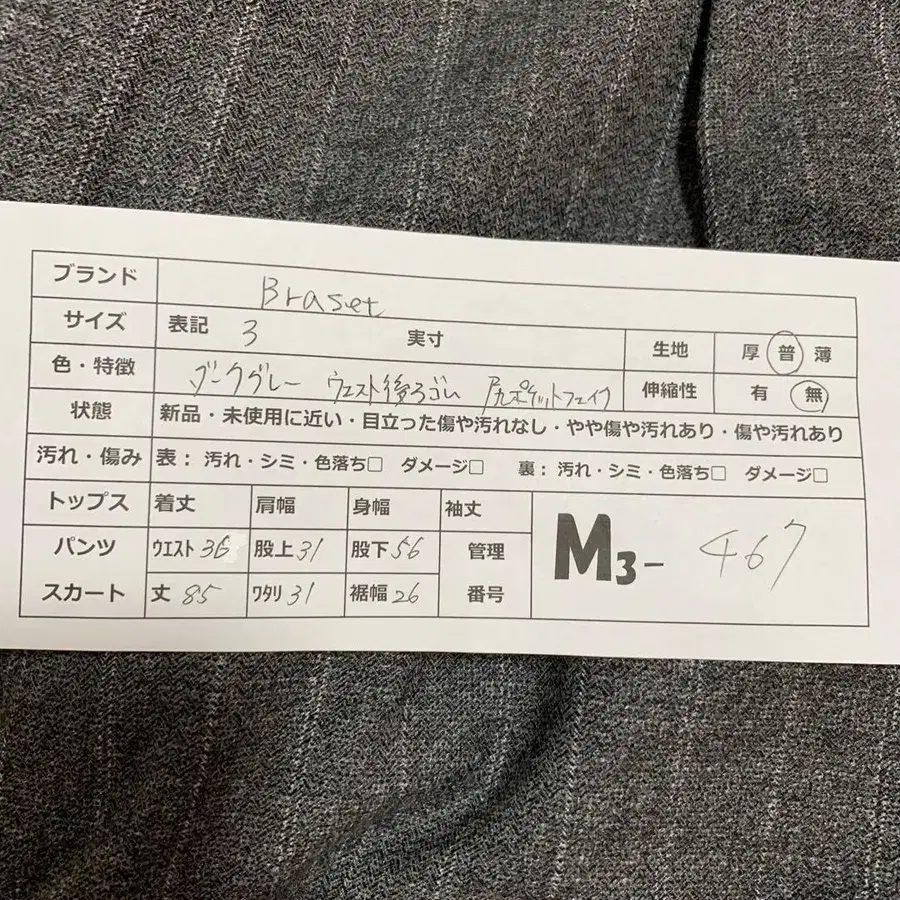 ブランド Braset
サイズ 表記 3 実寸 生地 厚 普 薄
色・特徴 ダークグレー ウエスト後ろゴム 尻ポケットフェイク 伸縮性 有 無
状態 新品・未使用に近い・目立った傷や汚れなし・やや傷や汚れあり・傷や汚れあり
汚れ・傷み 表：汚れ・シミ・色落ち□ ダメージ□ 裏：汚れ・シミ・色落ち□ ダメージ□
トップス 着丈 肩幅 身幅 袖丈
パンツ ウエスト 36 股上 31 股下 56 管理
スカート 丈 85 ワタリ 31 裾幅 26 番号
M3- 467